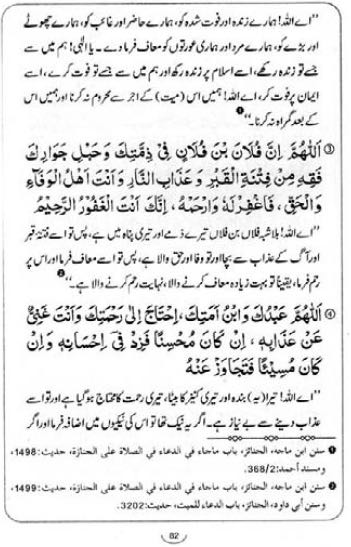 ”اے اللہ! ہمارے زندہ اور فوت شدہ کو، ہمارے حاضر اور غائب کو، ہمارے چھوٹے
اور بڑے کو، ہمارے مرد اور ہماری عورتوں کو معاف فرما دے۔ یا الٰہی! ہم میں سے
جسے تو زندہ رکھے، اسے اسلام پر زندہ رکھ اور ہم میں سے جسے تو فوت کرے، اسے
ایمان پر فوت کر، اے اللہ! ہمیں اس (میت) کے اجر سے محروم نہ کرنا اور ہمیں اس
کے بعد گمراہ نہ کرنا۔“ ❶
③ اَللّٰهُمَّ اِنَّ فُلَانَ بْنَ فُلَانٍ فِيْ ذِمَّتِكَ وَحَبْلِ جِوَارِكَ
فَقِهِ مِنْ فِتْنَةِ الْقَبْرِ وَعَذَابِ النَّارِ وَاَنْتَ اَهْلُ الْوَفَاءِ
وَالْحَقِّ، فَاغْفِرْ لَهُ وَارْحَمْهُ، اِنَّكَ اَنْتَ الْغَفُوْرُ الرَّحِيْمُ
”اے اللہ! بلاشبہ فلاں بن فلاں تیرے ذمے اور تیری پناہ میں ہے، پس تو اسے فتنۂ قبر
اور آگ کے عذاب سے بچا اور تو وفا اور حق والا ہے، پس تو اسے معاف فرما اور اس پر
رحم فرما، یقیناً تو بہت زیادہ معاف کرنے والا، نہایت رحم کرنے والا ہے۔“ ❷
④ اَللّٰهُمَّ عَبْدُكَ وَابْنُ اَمَتِكَ، اِحْتَاجَ اِلٰى رَحْمَتِكَ وَاَنْتَ غَنِيٌّ
عَنْ عَذَابِهٖ، اِنْ كَانَ مُحْسِنًا فَزِدْ فِيْ اِحْسَانِهٖ وَاِنْ
كَانَ مُسِيْئًا فَتَجَاوَزْ عَنْهُ
”اے اللہ! تیرا (یہ) بندہ اور تیری کنیز کا بیٹا، تیری رحمت کا محتاج ہو گیا ہے اور تو اسے
عذاب دینے سے بے نیاز ہے۔ اگر یہ نیک تھا تو اس کی نیکیوں میں اضافہ فرما اور اگر
❶ سنن ابن ماجه، الجنائز، باب ماجاء في الدعاء في الصلاة على الجنازة، حديث:1498،
ومسند أحمد:368/2.
❷ سنن ابن ماجه، الجنائز، باب ماجاء في الدعاء في الصلاة على الجنازة، حديث:1499،
وسنن أبي داود، الجنائز، باب الدعاء للميت، حديث:3202.
82